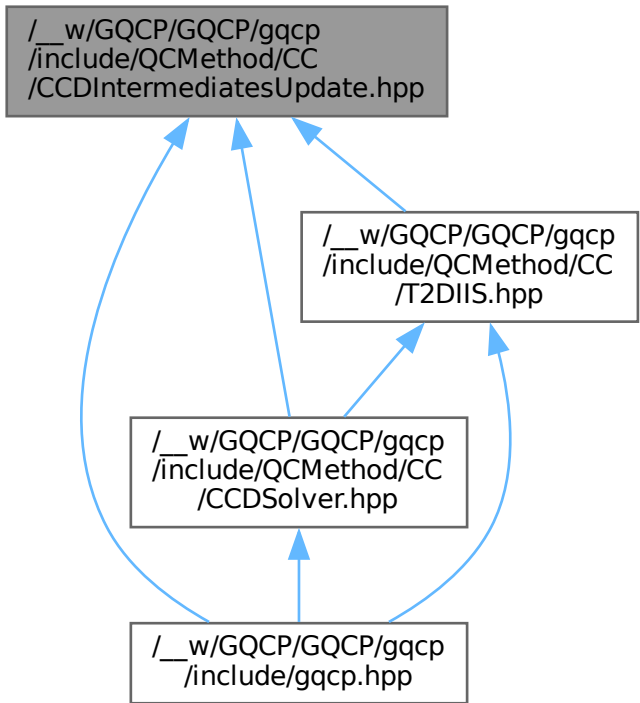 /__w/GQCP/GQCP/gqcp
/include/QCMethod/CC
/CCDIntermediatesUpdate.hpp
/__w/GQCP/GQCP/gqcp
/include/QCMethod/CC
/T2DIIS.hpp
/__w/GQCP/GQCP/gqcp
/include/QCMethod/CC
/CCDSolver.hpp
/__w/GQCP/GQCP/gqcp
/include/gqcp.hpp